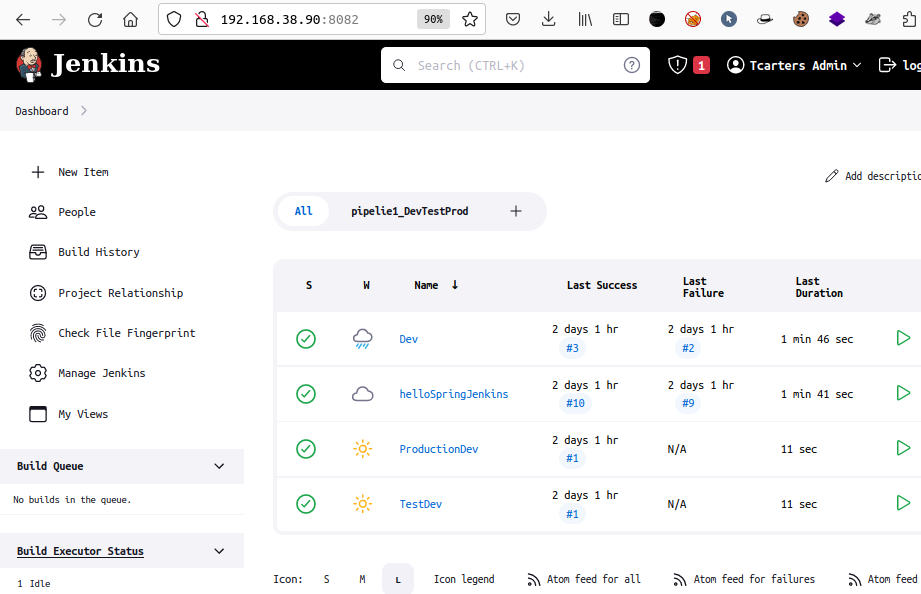 192.168.38.90:8082
90%
Jenkins
Search (CTRL+K)
?
1
Tcarters Admin
log
Dashboard
New Item
People
Build History
Project Relationship
Check File Fingerprint
Manage Jenkins
My Views
Build Queue
No builds in the queue.
Build Executor Status
1 Idle
Add descriptio
All
pipelie1_DevTestProd
+
S W Name ↓ Last Success Last Failure Last Duration
Dev 2 days 1 hr #3 2 days 1 hr #2 1 min 46 sec
helloSpringJenkins 2 days 1 hr #10 2 days 1 hr #9 1 min 41 sec
ProductionDev 2 days 1 hr #1 N/A 11 sec
TestDev 2 days 1 hr #1 N/A 11 sec
Icon: S M L Icon legend Atom feed for all Atom feed for failures Atom feed